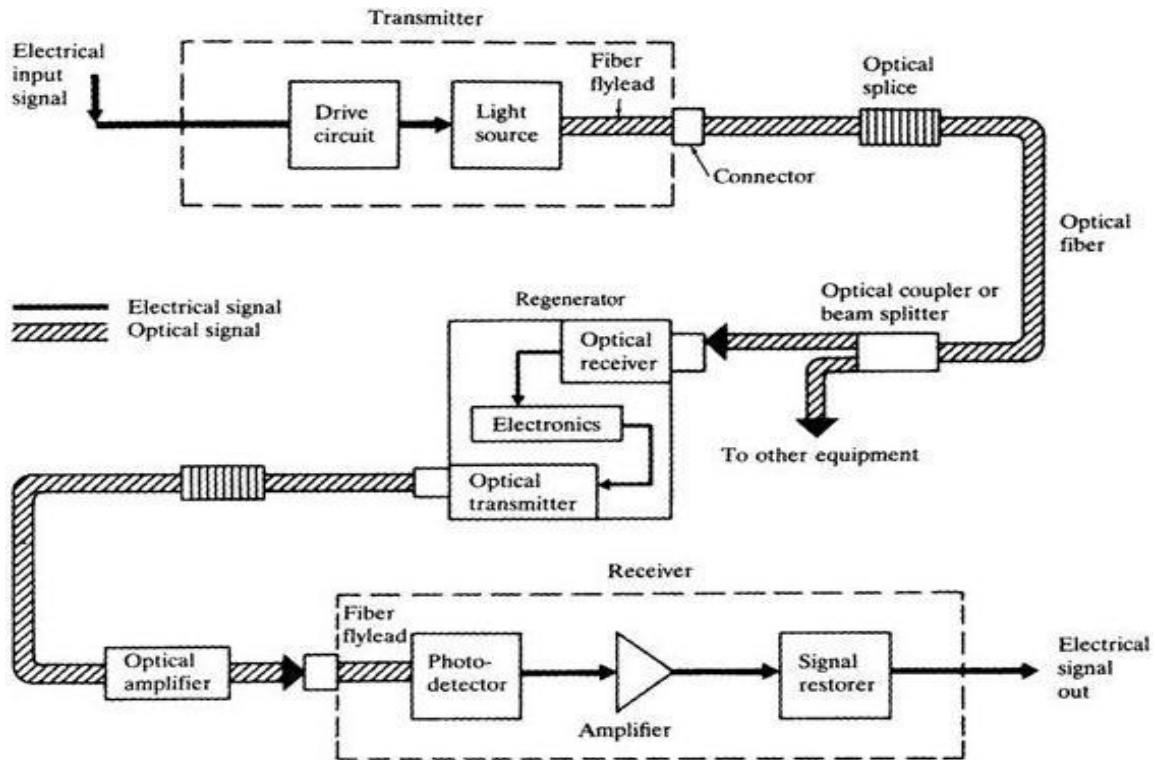 Transmitter
Electrical
input
signal
Drive
circuit
Light
source
Fiber
flylead
Connector
Optical
splice
Optical
fiber
Electrical signal
Optical signal
Regenerator
Optical
receiver
Electronics
Optical
transmitter
Optical coupler or
beam splitter
To other equipment
Receiver
Optical
amplifier
Fiber
flylead
Photo-
detector
Amplifier
Signal
restorer
Electrical
signal
out